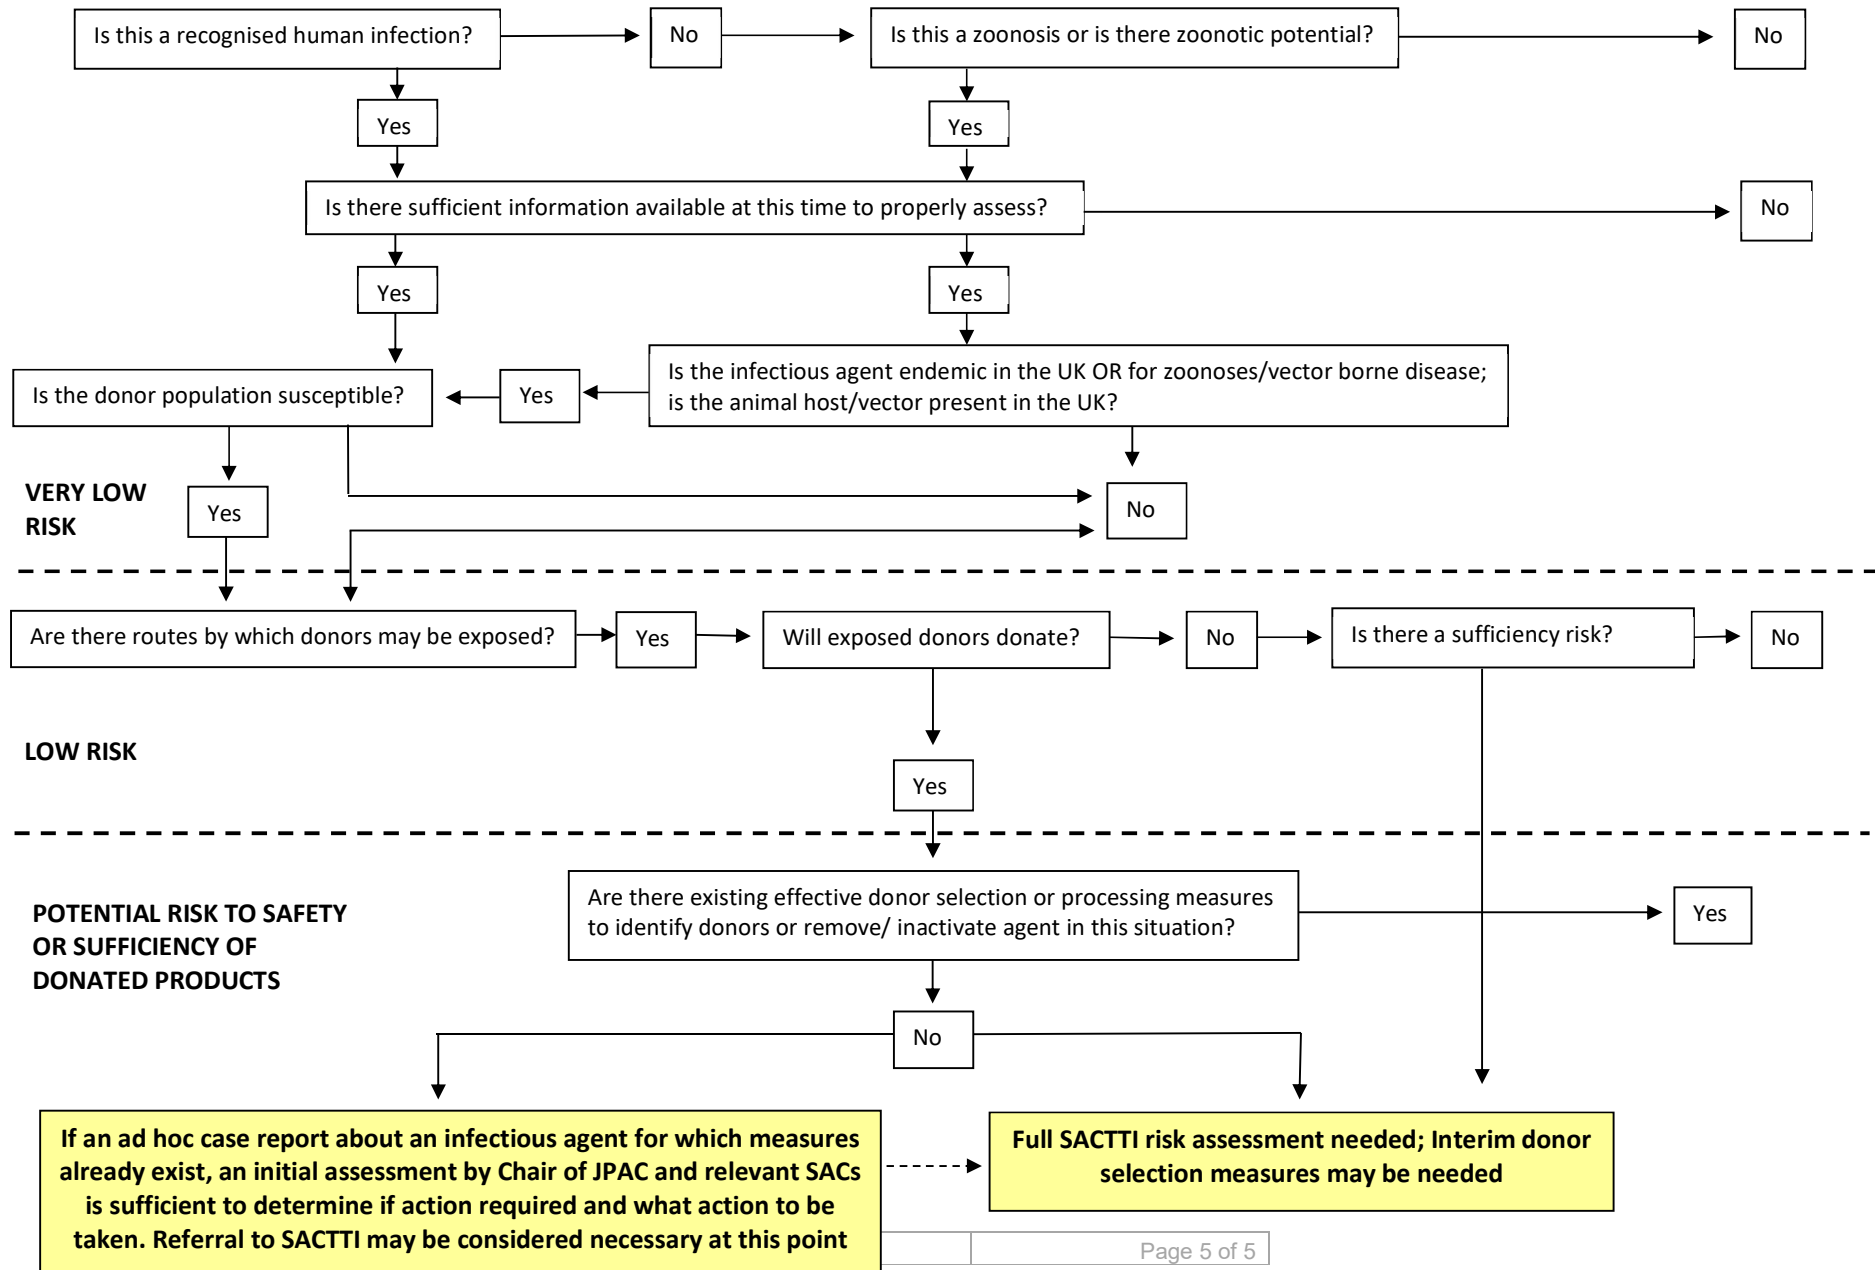 Is this a recognised human infection?
No
Is this a zoonosis or is there zoonotic potential?
No
Yes
Yes
Is there sufficient information available at this time to properly assess?
No
Yes
Yes
Is the donor population susceptible?
Yes
Is the infectious agent endemic in the UK OR for zoonoses/vector borne disease;
is the animal host/vector present in the UK?
VERY LOW
RISK
Yes
No
Are there routes by which donors may be exposed?
Yes
Will exposed donors donate?
No
Is there a sufficiency risk?
No
LOW RISK
Yes
POTENTIAL RISK TO SAFETY
OR SUFFICIENCY OF
DONATED PRODUCTS
Are there existing effective donor selection or processing measures
to identify donors or remove/ inactivate agent in this situation?
Yes
No
If an ad hoc case report about an infectious agent for which measures
already exist, an initial assessment by Chair of JPAC and relevant SACs
is sufficient to determine if action required and what action to be
taken. Referral to SACTTI may be considered necessary at this point
Full SACTTI risk assessment needed; Interim donor
selection measures may be needed
Page 5 of 5